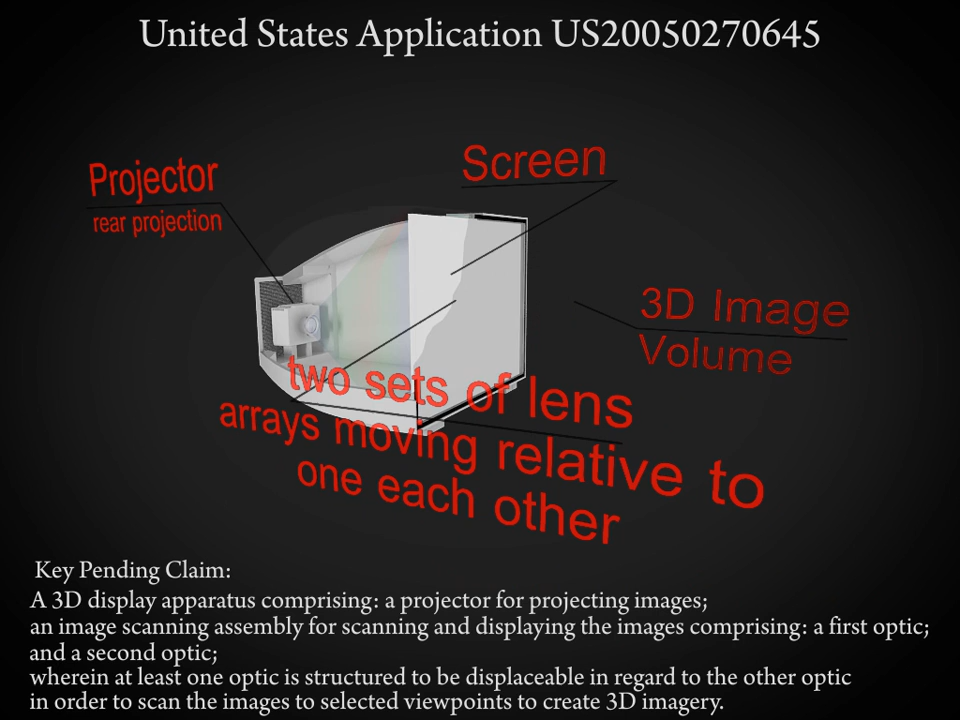 United States Application US20050270645
Projector
rear projection
Screen
3D Image
Volume
two sets of lens
arrays moving relative to
one each other
Key Pending Claim:
A 3D display apparatus comprising: a projector for projecting images;
an image scanning assembly for scanning and displaying the images comprising: a first optic;
and a second optic;
wherein at least one optic is structured to be displaceable in regard to the other optic
in order to scan the images to selected viewpoints to create 3D imagery.